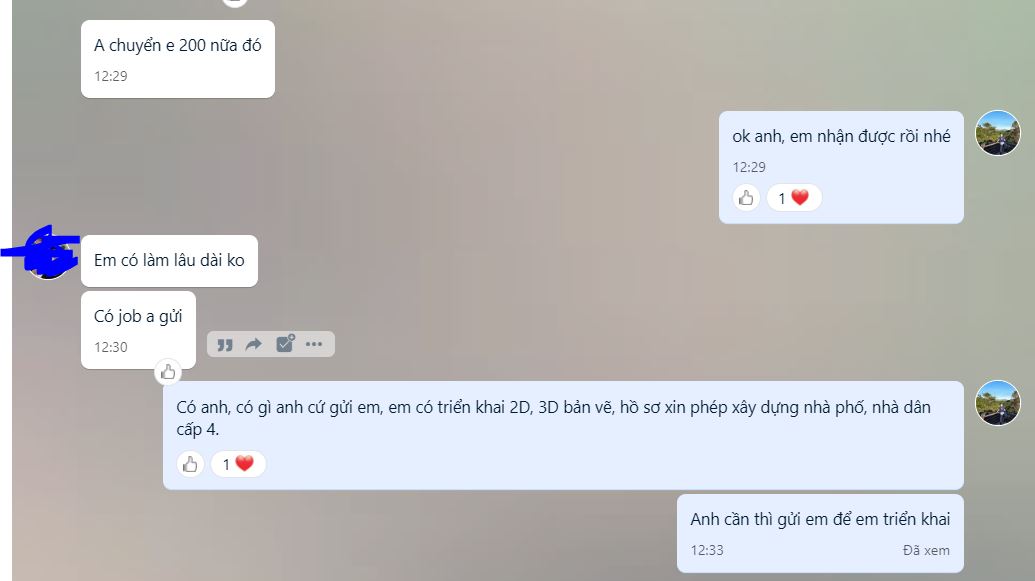 A chuyển e 200 nữa đó
12:29
ok anh, em nhận được rồi nhé
12:29
1
Em có làm lâu dài ko
Có job a gửi
12:30
Có anh, có gì anh cứ gửi em, em có triển khai 2D, 3D bản vẽ, hồ sơ xin phép xây dựng nhà phố, nhà dân
cấp 4.
1
Anh cần thì gửi em để em triển khai
12:33 Đã xem